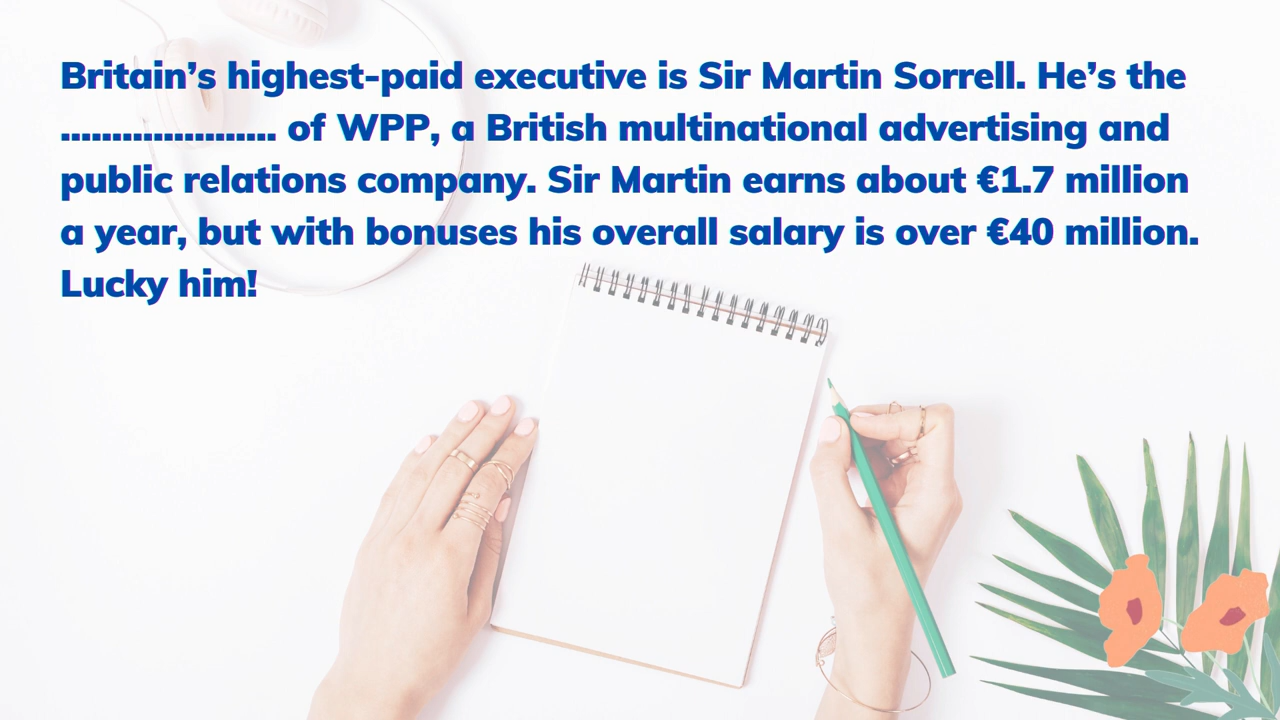 Britain’s highest-paid executive is Sir Martin Sorrell. He’s the
..................... of WPP, a British multinational advertising and
public relations company. Sir Martin earns about €1.7 million
a year, but with bonuses his overall salary is over €40 million.
Lucky him!